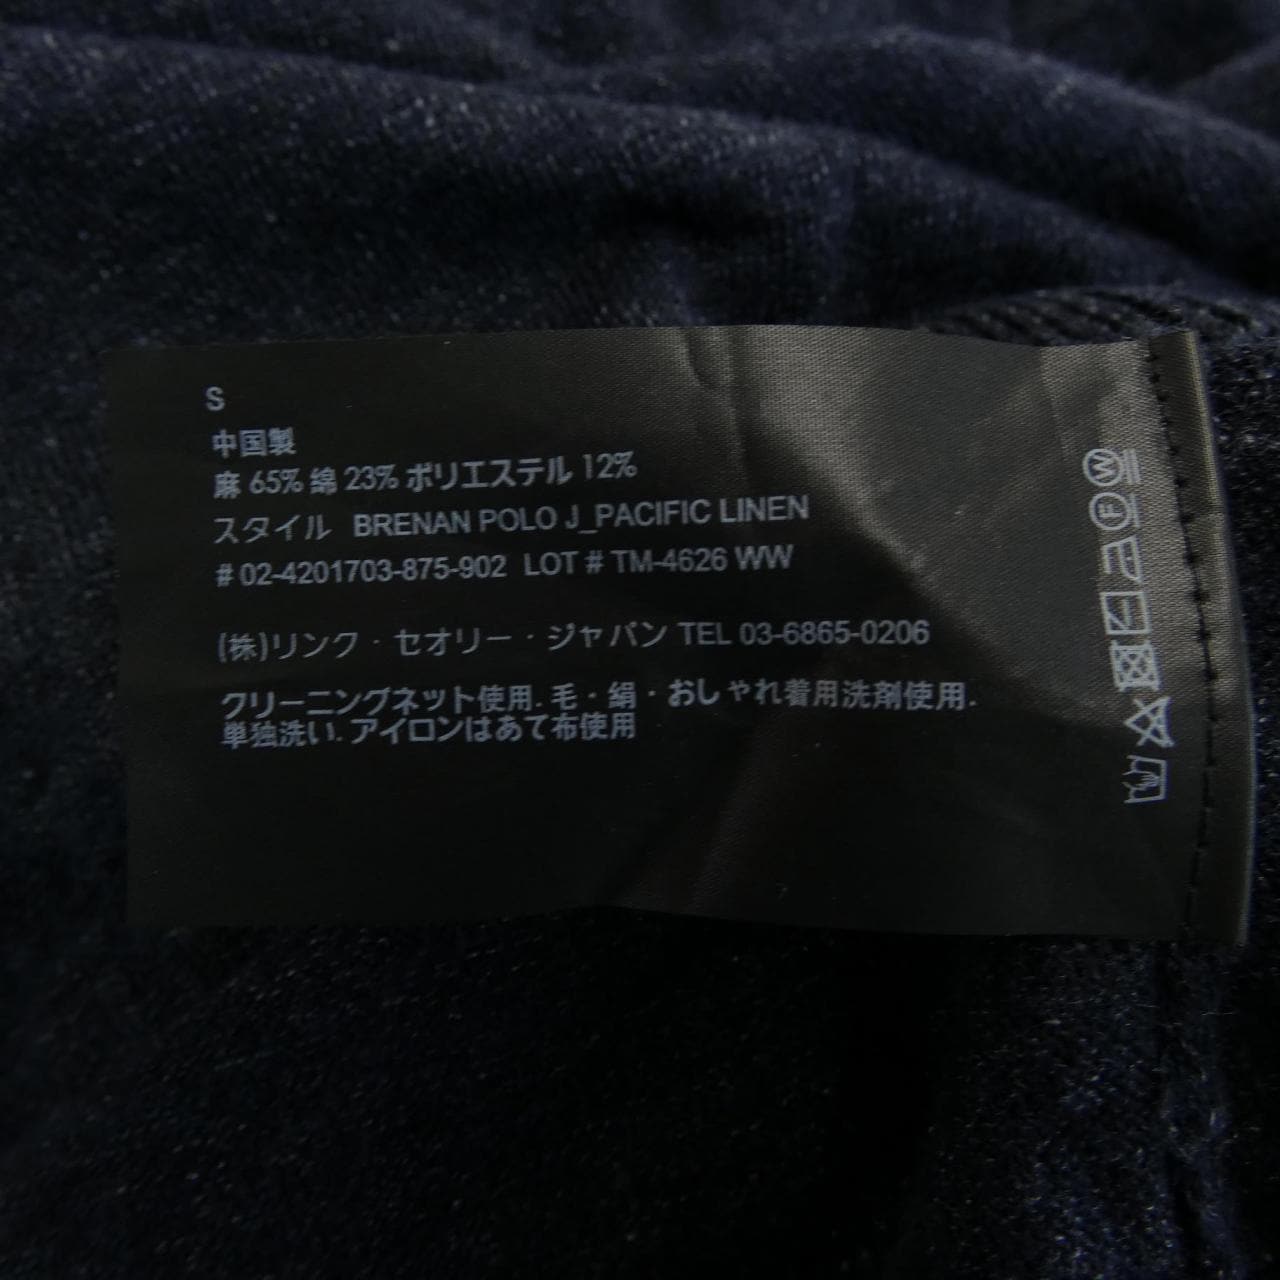 S
中国製
麻 65% 綿 23% ポリエステル 12%
スタイル BRENAN POLO J_PACIFIC LINEN
# 02-4201703-875-902 LOT # TM-4626 WW
(株)リンク・セオリー・ジャパン TEL 03-6865-0206
クリーニングネット使用. 毛・絹・おしゃれ着用洗剤使用.
単独洗い. アイロンはあて布使用
W
F